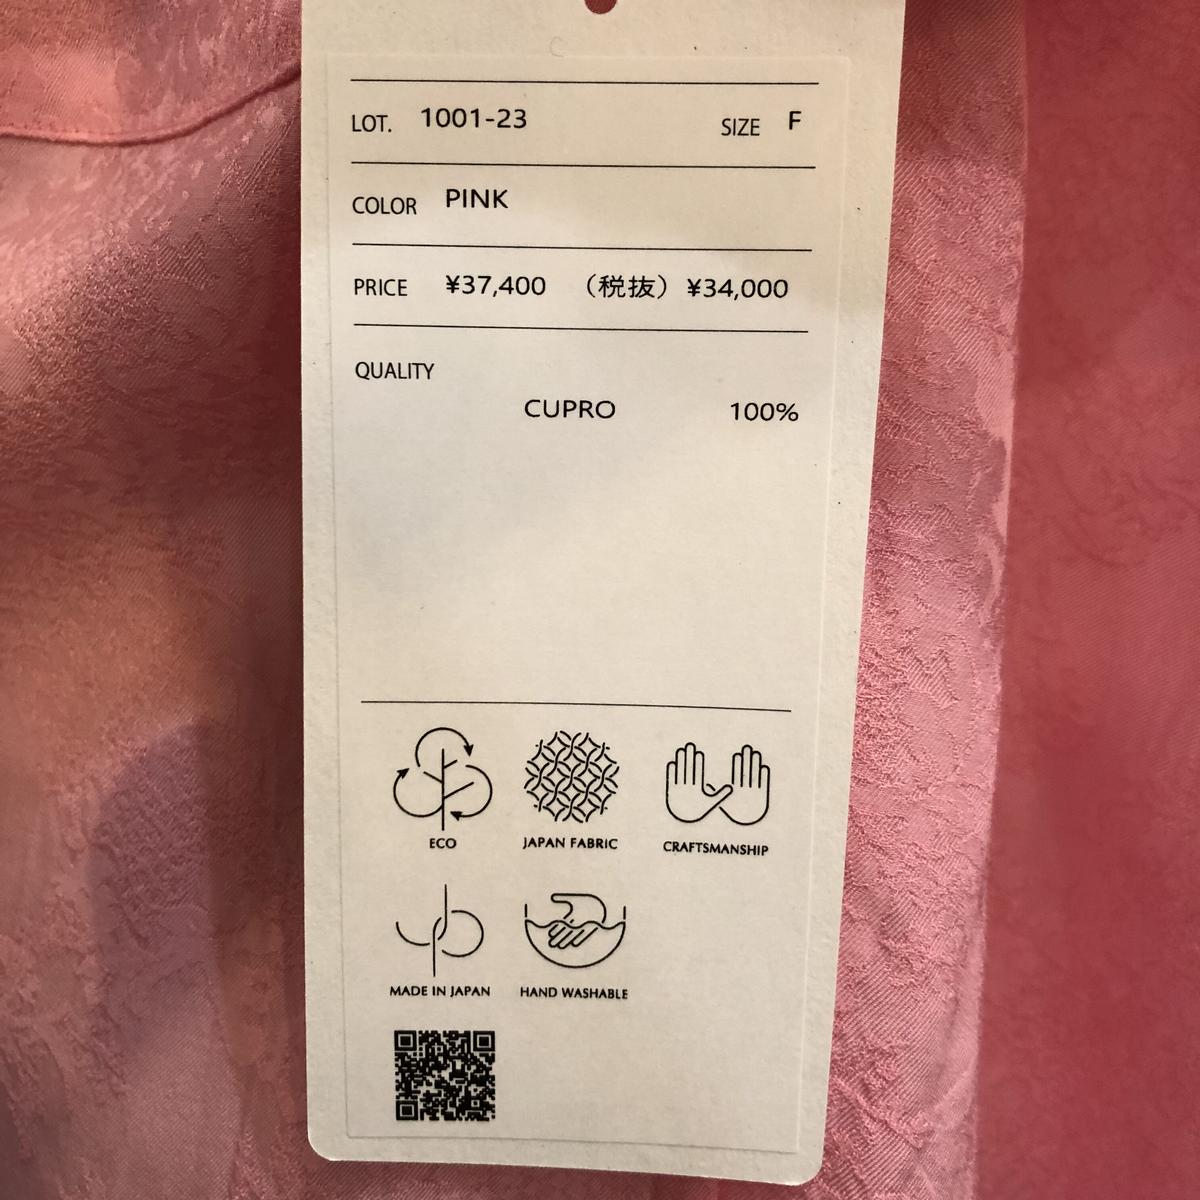 LOT. 1001-23 SIZE F
COLOR PINK
PRICE ¥37,400 （税抜）¥34,000
QUALITY
CUPRO 100%
ECO JAPAN FABRIC CRAFTSMANSHIP
MADE IN JAPAN HAND WASHABLE